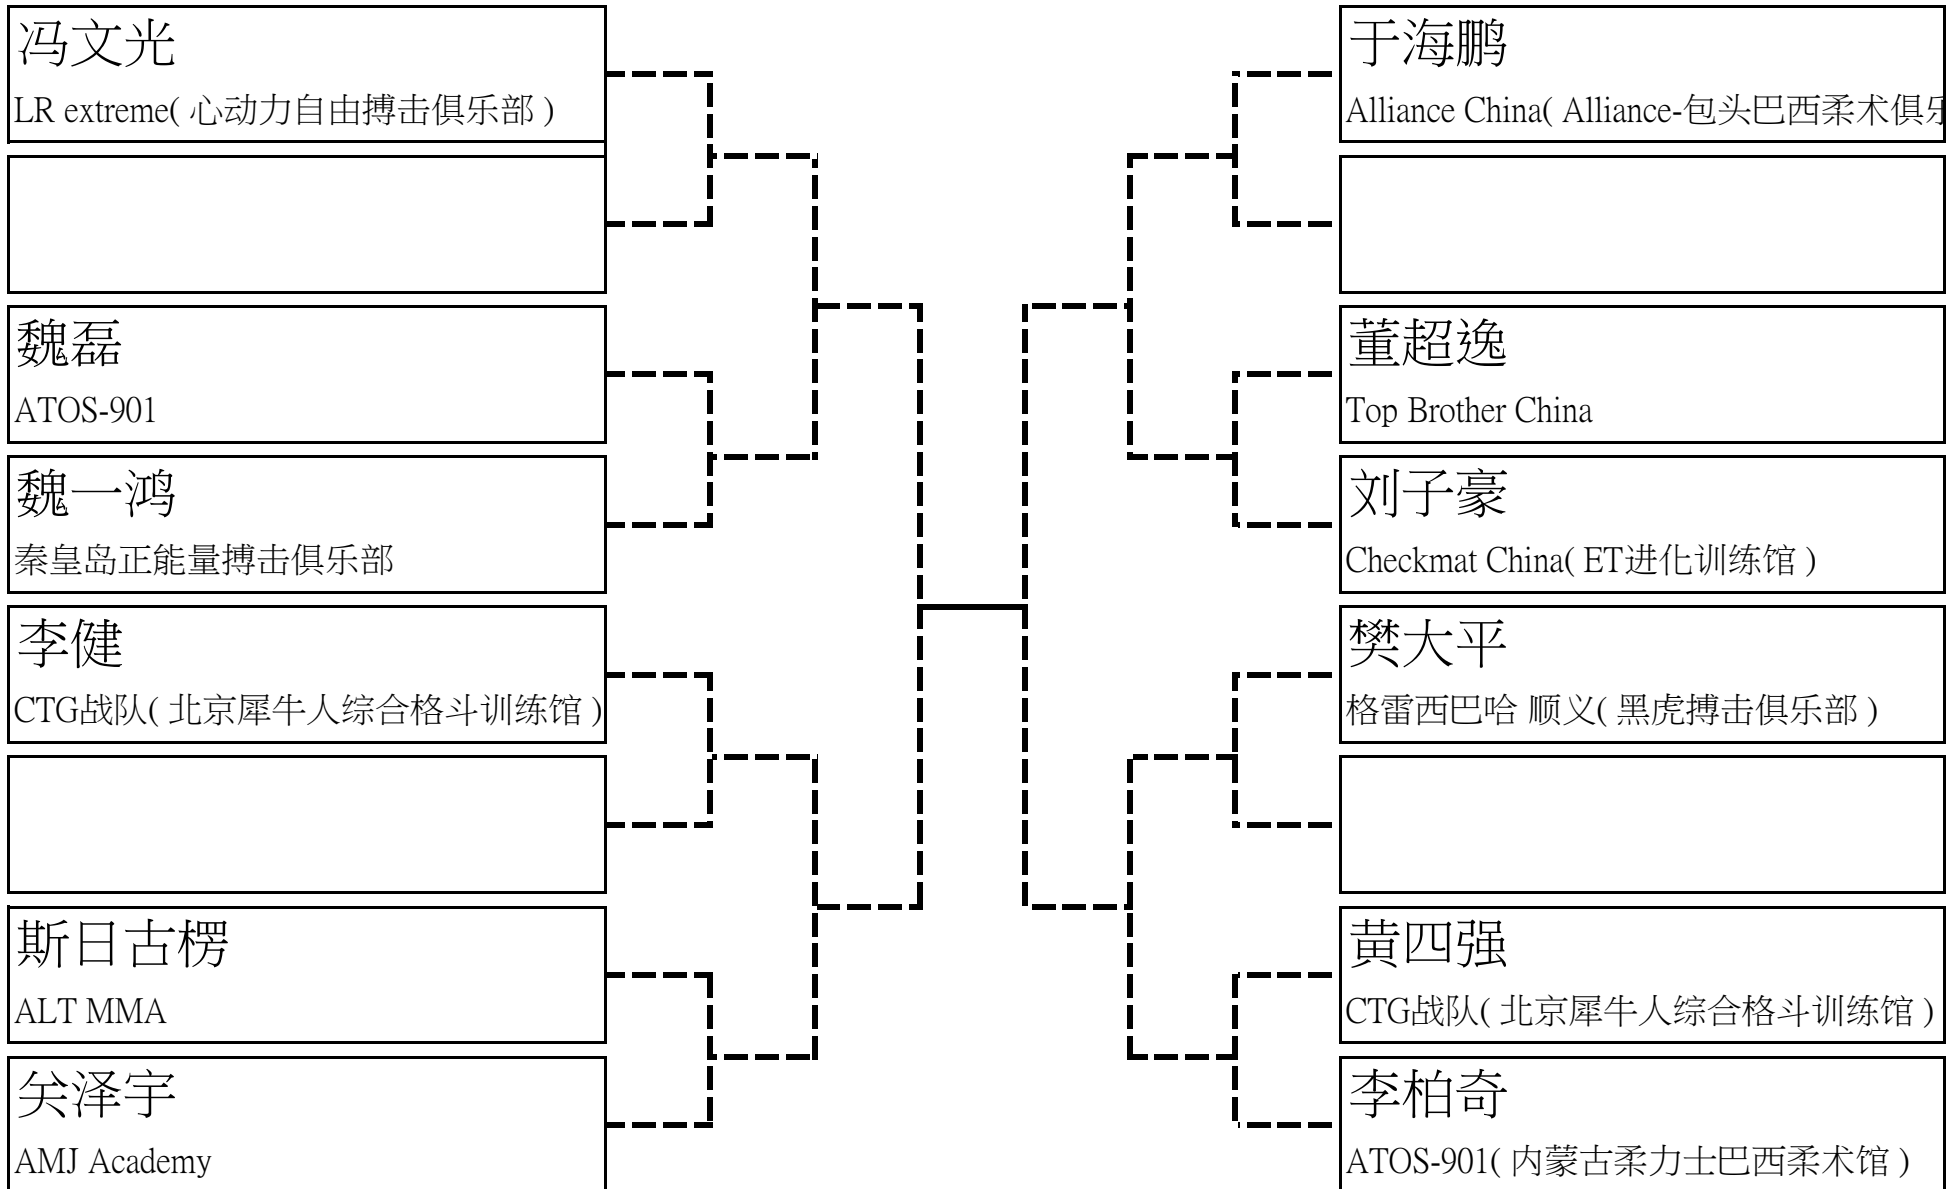 冯文光
LR extreme( 心动力自由搏击俱乐部 )
魏磊
ATOS-901
魏一鸿
秦皇岛正能量搏击俱乐部
李健
CTG战队( 北京犀牛人综合格斗训练馆 )
斯日古楞
ALT MMA
关泽宇
AMJ Academy
于海鹏
Alliance China( Alliance-包头巴西柔术俱乐
董超逸
Top Brother China
刘子豪
Checkmat China( ET进化训练馆 )
樊大平
格雷西巴哈 顺义( 黑虎搏击俱乐部 )
黄四强
CTG战队( 北京犀牛人综合格斗训练馆 )
李柏奇
ATOS-901( 内蒙古柔力士巴西柔术馆 )